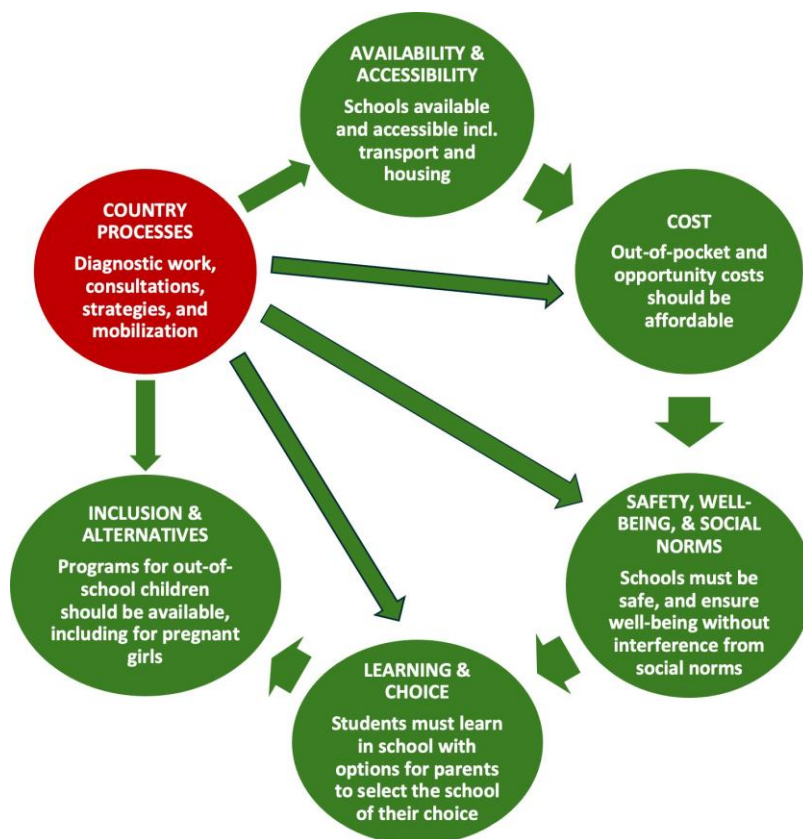 AVAILABILITY &
ACCESSIBILITY
Schools available
and accessible incl.
transport and
housing
COUNTRY
PROCESSES
Diagnostic work,
consultations,
strategies, and
mobilization
COST
Out-of-pocket and
opportunity costs
should be
affordable
INCLUSION &
ALTERNATIVES
Programs for out-of-
school children
should be available,
including for pregnant
girls
SAFETY, WELL-
BEING, & SOCIAL
NORMS
Schools must be
safe, and ensure
well-being without
interference from
social norms
LEARNING &
CHOICE
Students must learn
in school with
options for parents
to select the school
of their choice